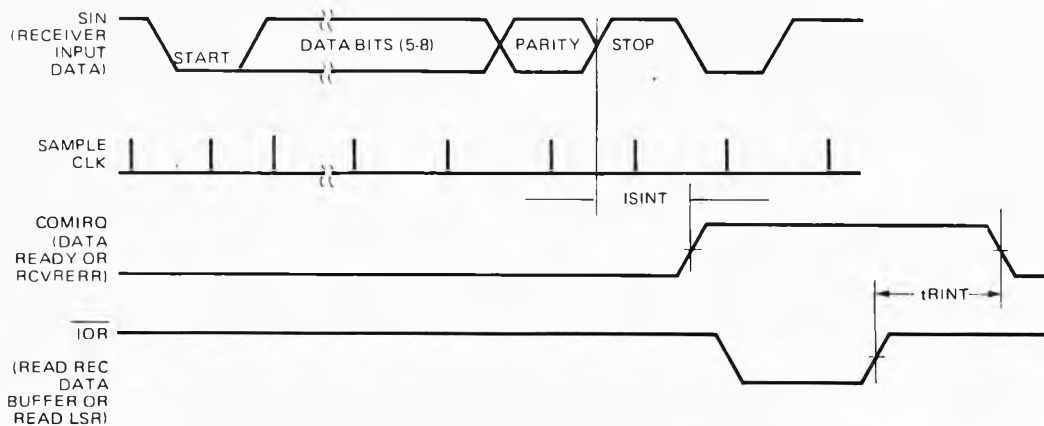 SIN
(RECEIVER
INPUT
DATA)
START
DATA BITS (5-8)
PARITY
STOP
SAMPLE
CLK
ISINT
COMIRQ
(DATA
READY OR
RCVRERR)
tRINT
IOR
(READ REC
DATA
BUFFER OR
READ LSR)